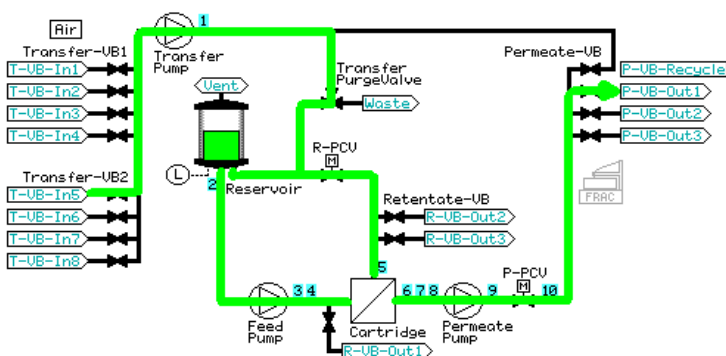 Air
1
Transfer-VB1
Transfer
Pump
Permeate-VB
T-VB-In1
T-VB-In2
T-VB-In3
T-VB-In4
Vent
Transfer
PurgeValve
Waste
P-VB-Recycle
P-VB-Out1
P-VB-Out2
P-VB-Out3
R-PCV
M
Transfer-VB2
L
2
Reservoir
FRAC
T-VB-In5
T-VB-In6
T-VB-In7
T-VB-In8
Retentate-VB
R-VB-Out2
R-VB-Out3
5
P-PCV
M
3 4
6 7 8
9
10
Feed
Pump
Cartridge
Permeate
Pump
R-VB-Out1